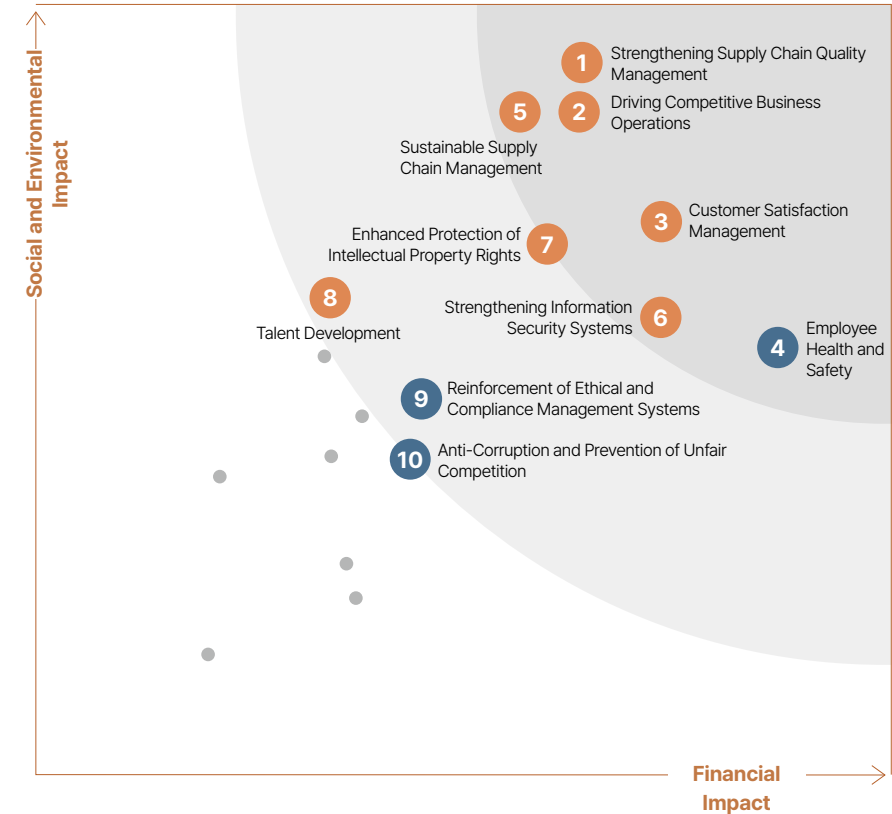 Social and Environmental
Impact
1
Strengthening Supply Chain Quality
Management
2
Driving Competitive Business
Operations
5
Sustainable Supply
Chain Management
3
Customer Satisfaction
Management
7
Enhanced Protection of
Intellectual Property Rights
8
Talent Development
6
Strengthening Information
Security Systems
4
Employee
Health and
Safety
9
Reinforcement of Ethical and
Compliance Management Systems
10
Anti-Corruption and Prevention of Unfair
Competition
Financial
Impact